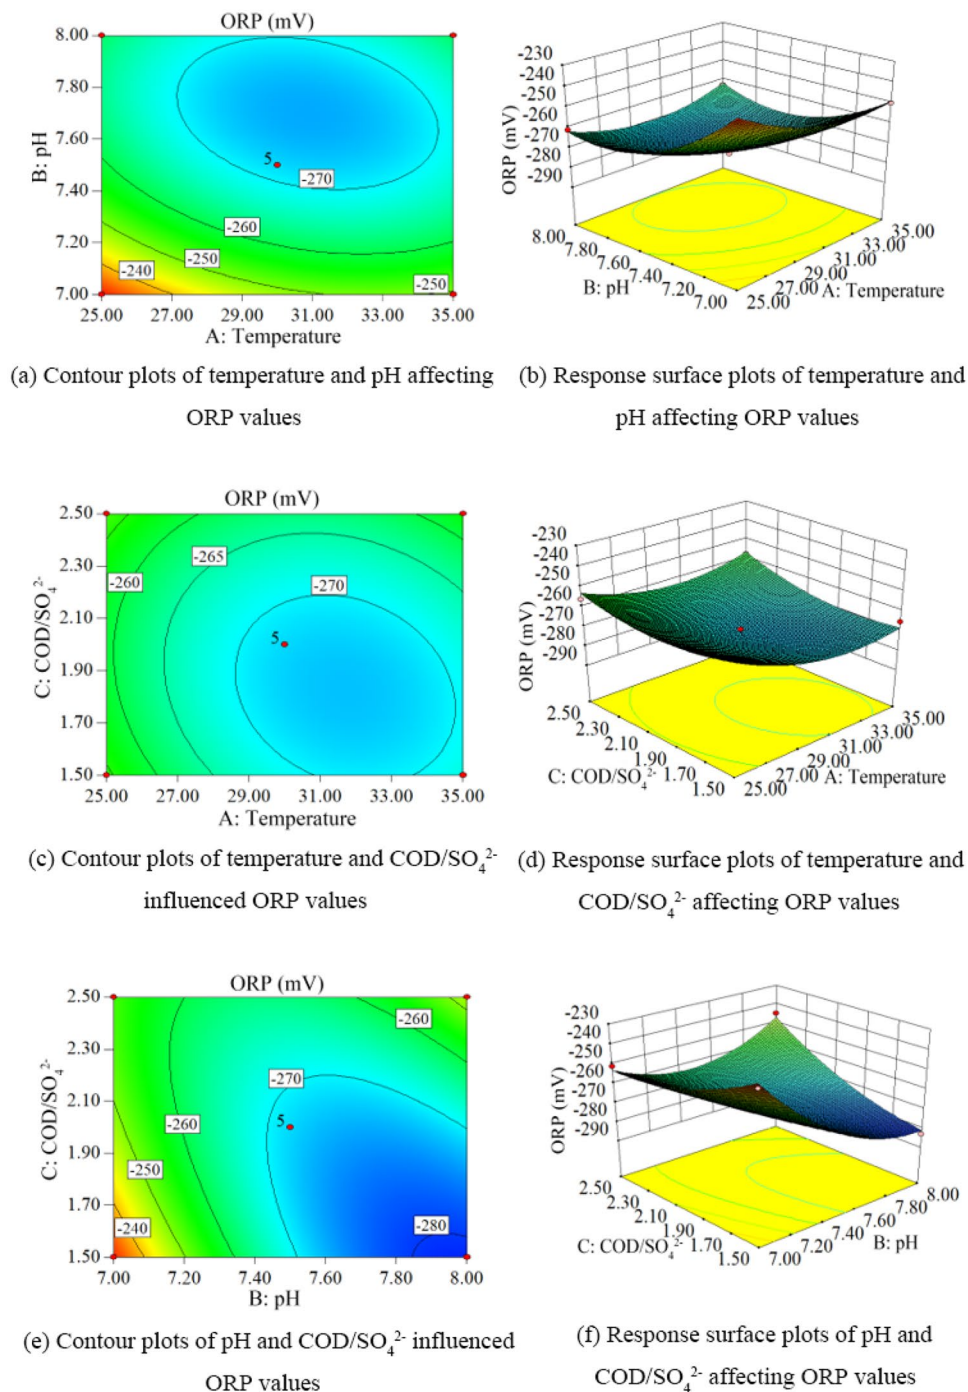 ORP (mV)
8.00
7.80
7.60
7.40
7.20
7.00
B: pH
5
-270
-260
-250
-240
-250
25.00 27.00 29.00 31.00 33.00 35.00
A: Temperature
-230
-240
-250
-260
-270
-280
-290
ORP (mV)
8.00
7.80
7.60
7.40
7.20
7.00
B: pH
35.00
33.00
31.00
29.00
27.00
25.00
A: Temperature
(a) Contour plots of temperature and pH affecting
ORP values
(b) Response surface plots of temperature and
pH affecting ORP values
ORP (mV)
2.50
2.30
2.10
1.90
1.70
1.50
C: COD/SO₄²⁻
-260
-265
-270
5
25.00 27.00 29.00 31.00 33.00 35.00
A: Temperature
-230
-240
-250
-260
-270
-280
-290
ORP (mV)
2.50
2.30
2.10
1.90
1.70
1.50
C: COD/SO₄²⁻
35.00
33.00
31.00
29.00
27.00
25.00
A: Temperature
(c) Contour plots of temperature and COD/SO₄²⁻
influenced ORP values
(d) Response surface plots of temperature and
COD/SO₄²⁻ affecting ORP values
ORP (mV)
2.50
2.30
2.10
1.90
1.70
1.50
C: COD/SO₄²⁻
-260
-270
5
-260
-250
-240
-280
7.00 7.20 7.40 7.60 7.80 8.00
B: pH
-230
-240
-250
-260
-270
-280
-290
ORP (mV)
2.50
2.30
2.10
1.90
1.70
1.50
C: COD/SO₄²⁻
8.00
7.80
7.60
7.40
7.20
7.00
B: pH
(e) Contour plots of pH and COD/SO₄²⁻ influenced
ORP values
(f) Response surface plots of pH and
COD/SO₄²⁻ affecting ORP values